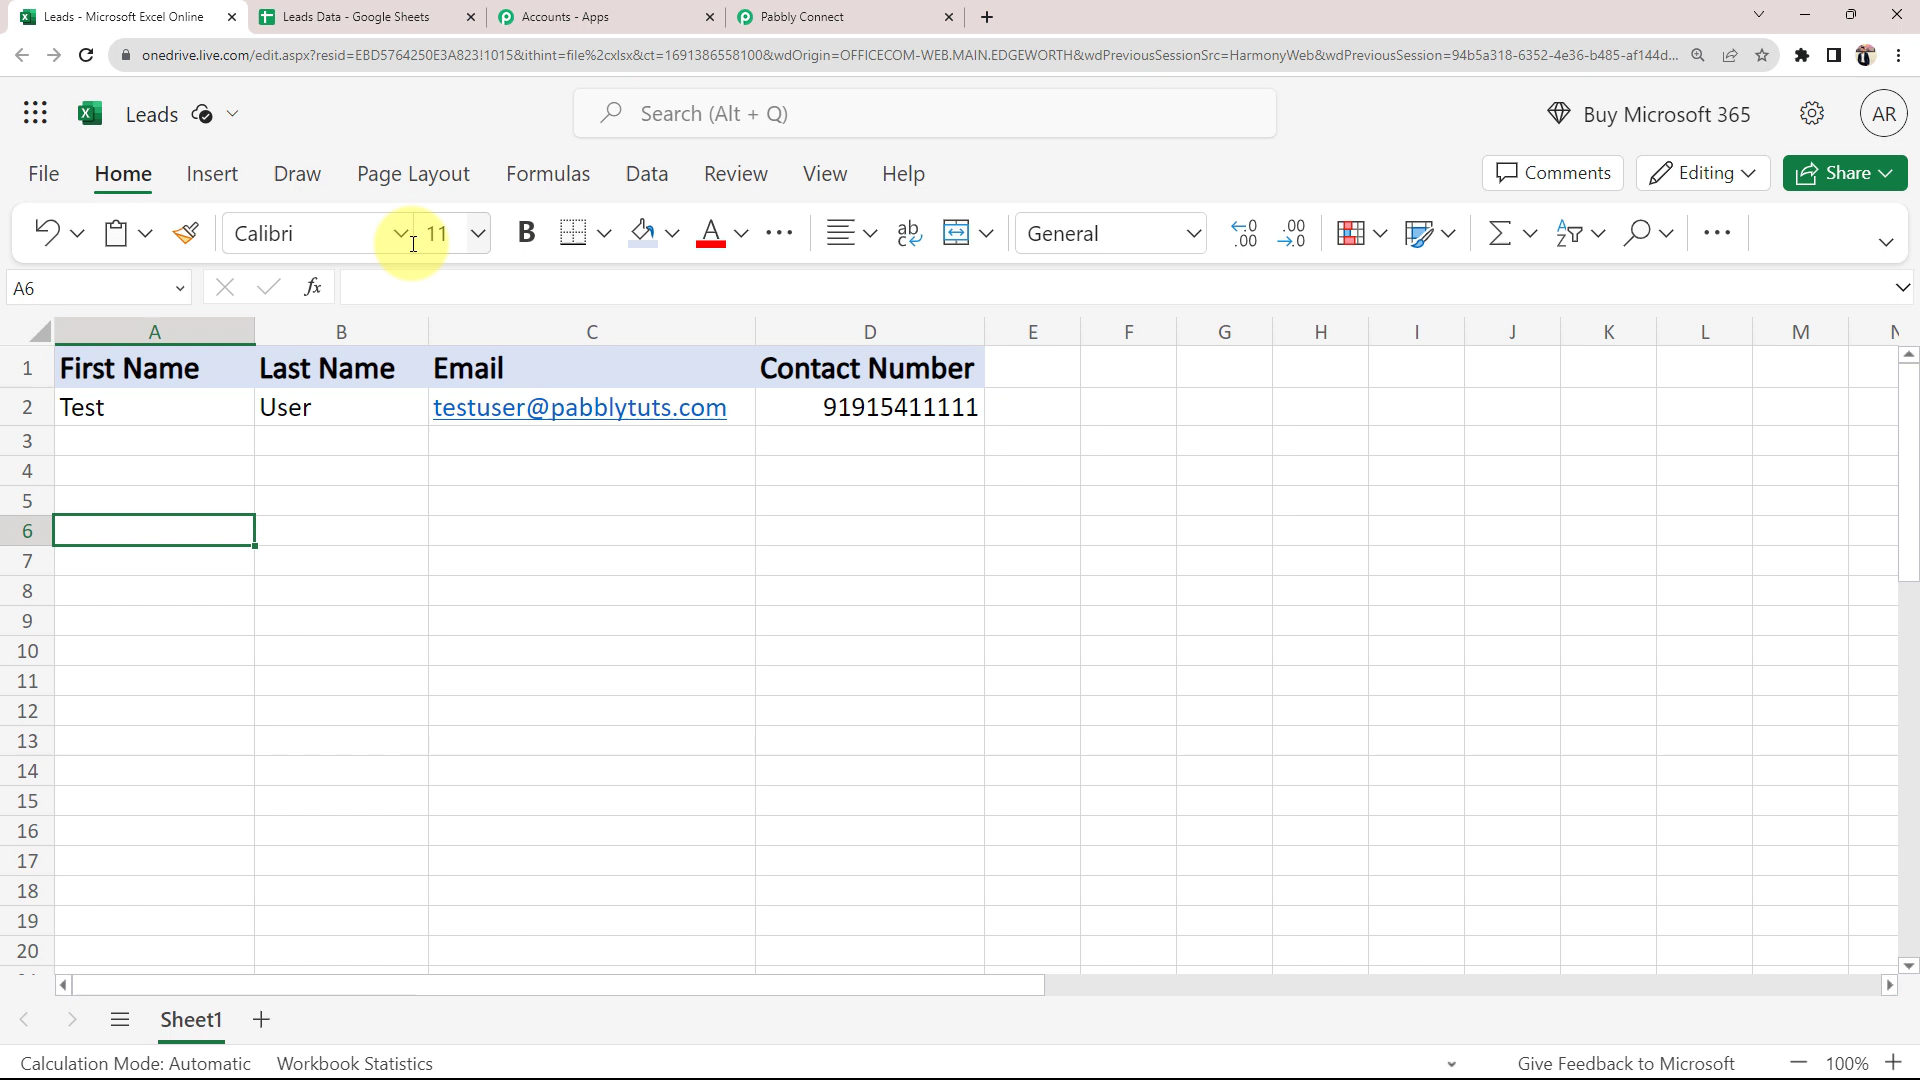 Leads - Microsoft Excel Online
Leads Data - Google Sheets
Accounts - Apps
Pabbly Connect
onedrive.live.com/edit.aspx?resid=EBD5764250E3A823!1015&ithint=file%2cxlsx&ct=1691386558100&wdOrigin=OFFICECOM-WEB.MAIN.EDGEWORTH&wdPreviousSessionSrc=HarmonyWeb&wdPreviousSession=94b5a318-6352-4e36-b485-af144d...
Leads
Search (Alt + Q)
Buy Microsoft 365
AR
File Home Insert Draw Page Layout Formulas Data Review View Help
Comments Editing Share
Calibri 11 B A ab General .00 .00
A6 fx
A B C D E F G H I J K L M
1 First Name Last Name Email Contact Number
2 Test User testuser@pabblytuts.com 91915411111
3
4
5
6
7
8
9
10
11
12
13
14
15
16
17
18
19
20
Sheet1
Calculation Mode: Automatic Workbook Statistics Give Feedback to Microsoft 100%